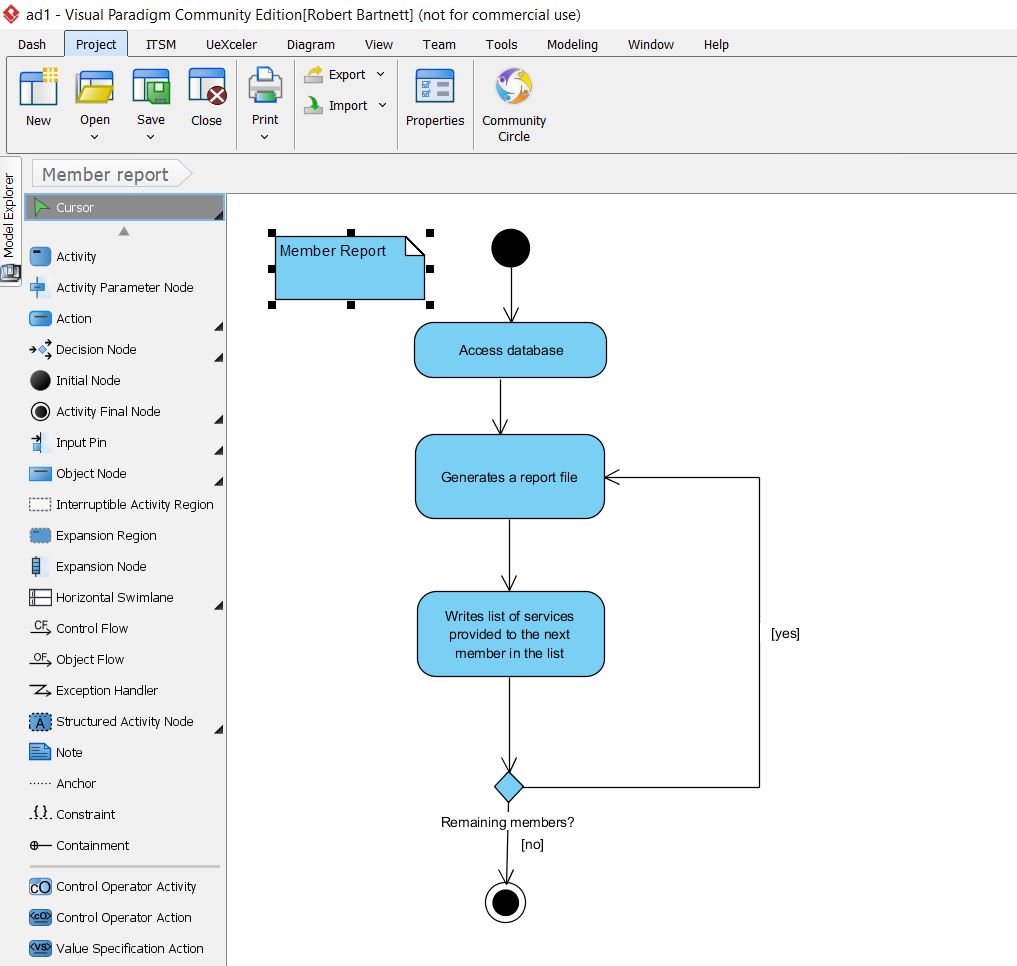 ad1 - Visual Paradigm Community Edition[Robert Bartnett] (not for commercial use)
Dash Project ITSM UeXceler Diagram View Team Tools Modeling Window Help
New Open Save Close Print Export Import Properties Community Circle
Model Explorer
Member report
Cursor
Activity
Activity Parameter Node
Action
Decision Node
Initial Node
Activity Final Node
Input Pin
Object Node
Interruptible Activity Region
Expansion Region
Expansion Node
Horizontal Swimlane
CF Control Flow
OF Object Flow
Exception Handler
A Structured Activity Node
Note
Anchor
{.} Constraint
Containment
cO Control Operator Activity
<cO> Control Operator Action
<VS> Value Specification Action
Member Report
Access database
Generates a report file
Writes list of services
provided to the next
member in the list
[yes]
Remaining members?
[no]